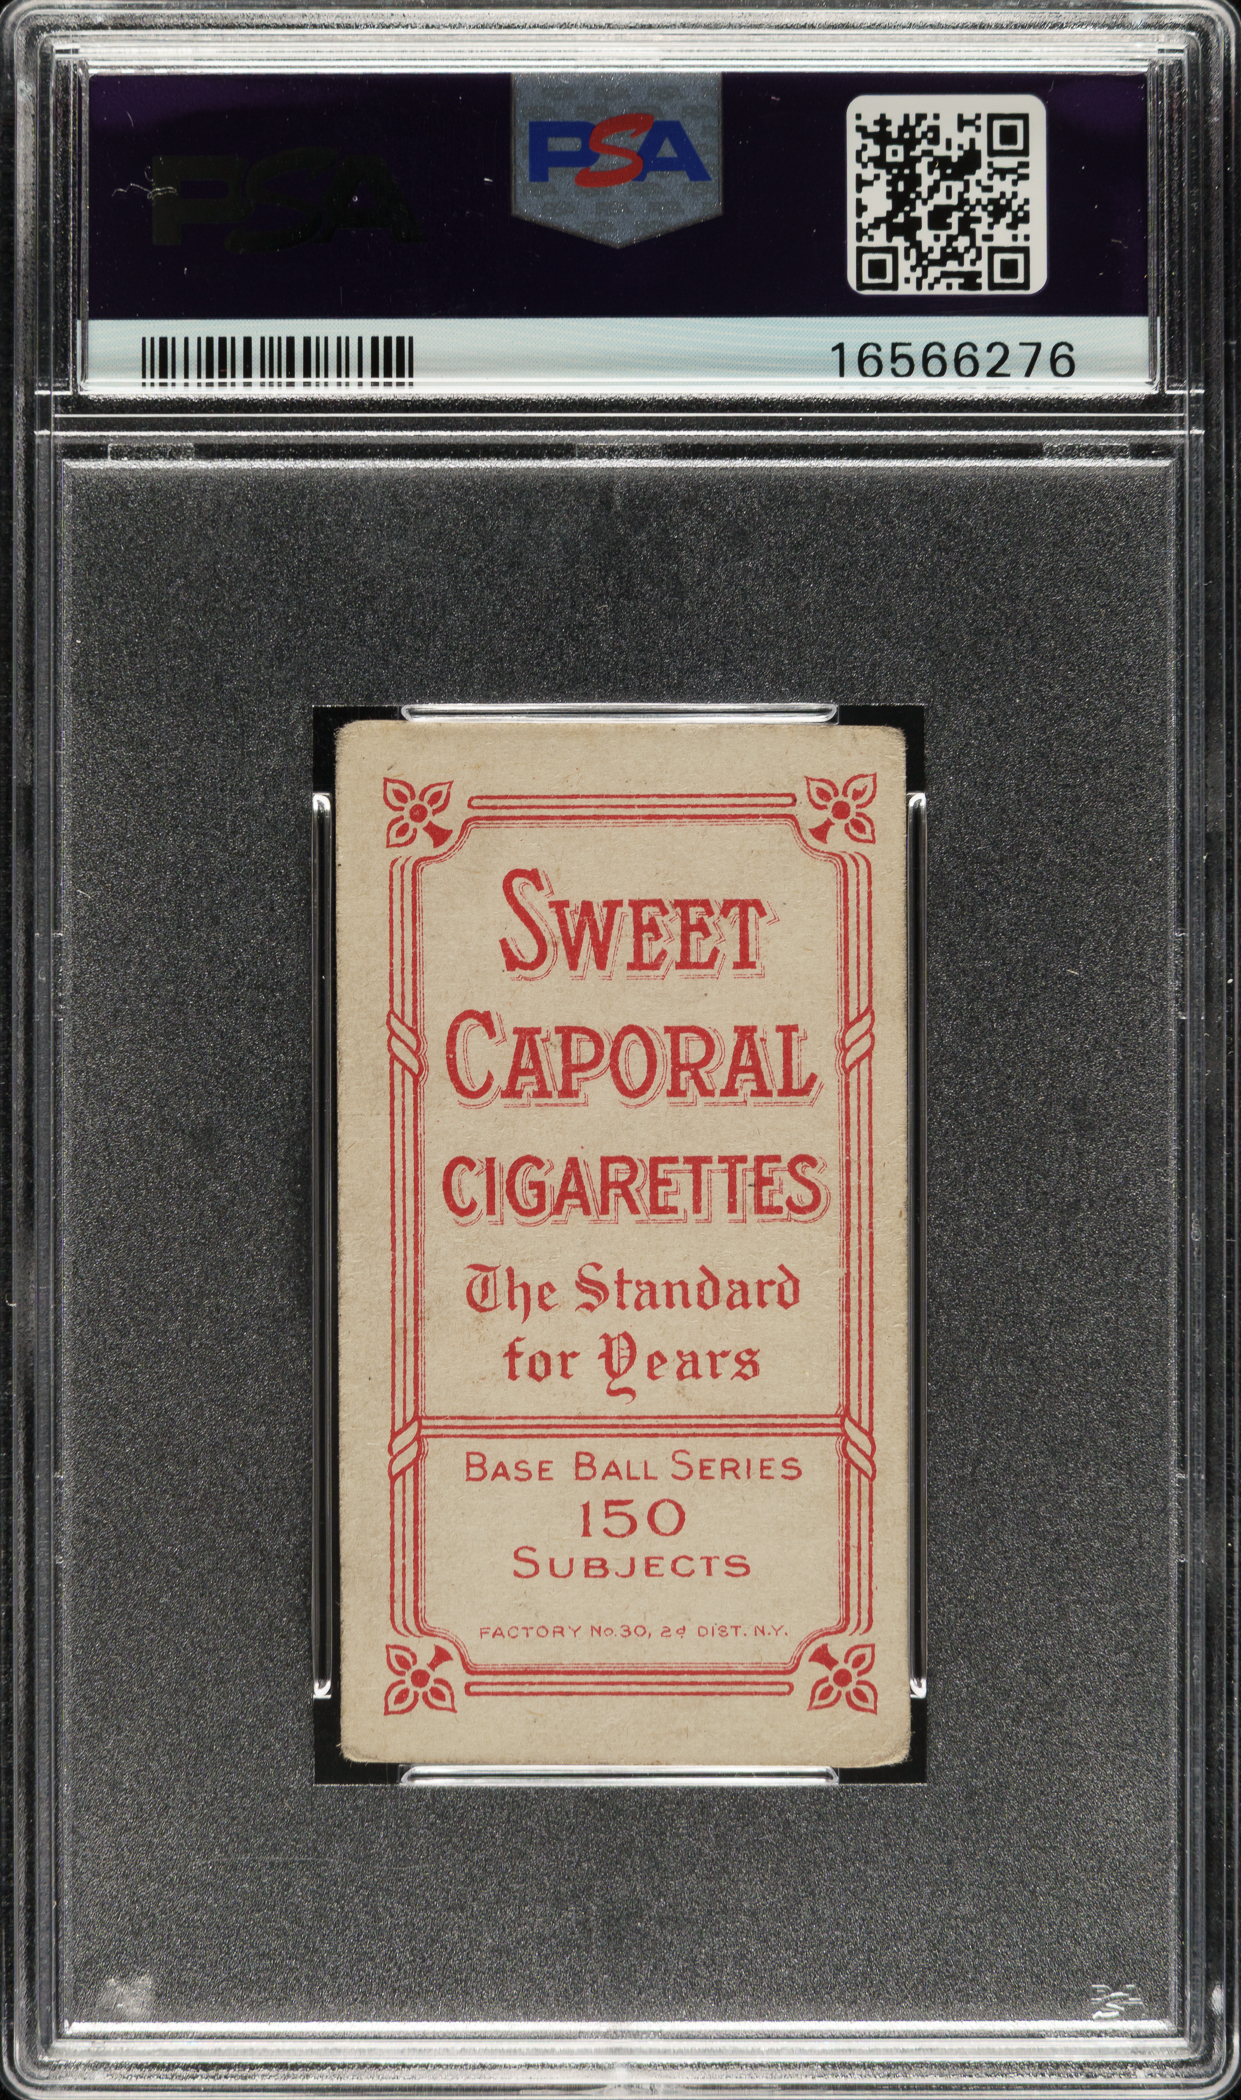 PSA
PSA
16566276
SWEET
CAPORAL
CIGARETTES
The Standard
for Years
BASE BALL SERIES
150
SUBJECTS
FACTORY No. 30, 2d DIST. N.Y.